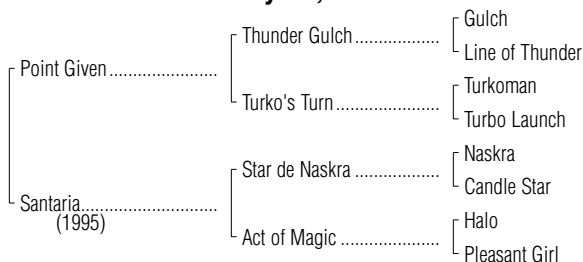 Gulch
Thunder Gulch
Line of Thunder
Point Given
Turkoman
Turko's Turn
Turbo Launch
Naskra
Star de Naskra
Candle Star
Santaria
(1995)
Halo
Act of Magic
Pleasant Girl